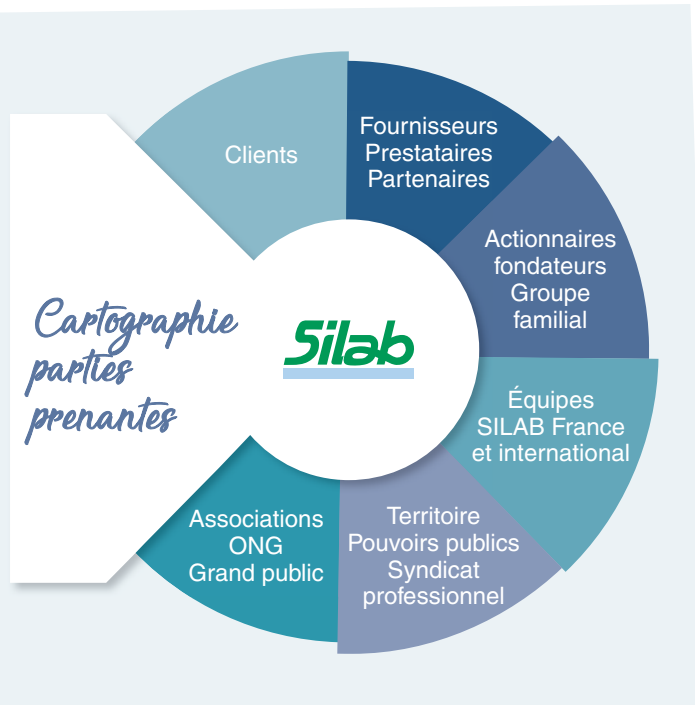 Cartographie
parties
prenantes
Silab
Clients
Fournisseurs
Prestataires
Partenaires
Actionnaires
fondateurs
Groupe
familial
Équipes
SILAB France
et international
Territoire
Pouvoirs publics
Syndicat
professionnel
Associations
ONG
Grand public